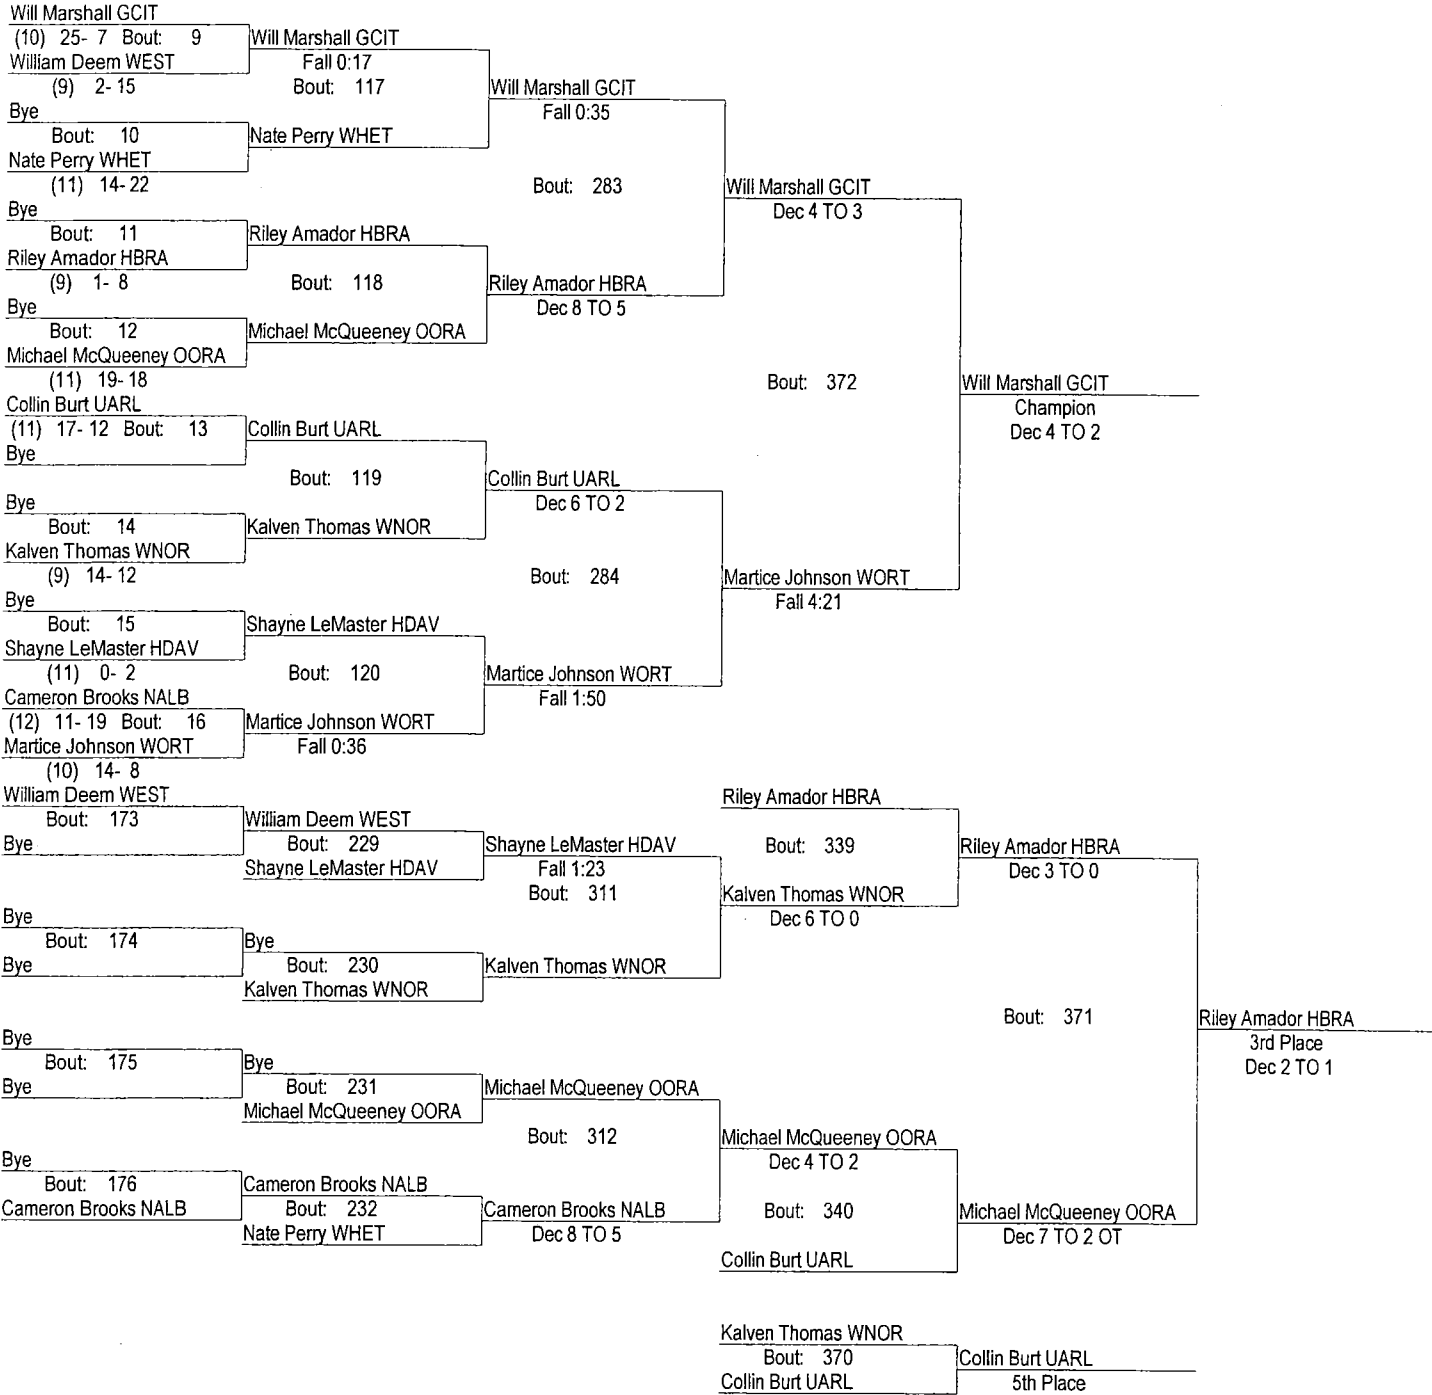 Will Marshall GCIT
(10) 25- 7 Bout: 9
William Deem WEST
(9) 2- 15
Bye
Bout: 10
Nate Perry WHET
(11) 14- 22
Bye
Bout: 11
Riley Amador HBRA
(9) 1- 8
Bye
Bout: 12
Michael McQueeney OORA
(11) 19- 18
Collin Burt UARL
(11) 17- 12 Bout: 13
Bye
Bye
Bout: 14
Kalven Thomas WNOR
(9) 14- 12
Bye
Bout: 15
Shayne LeMaster HDAV
(11) 0- 2
Cameron Brooks NALB
(12) 11- 19 Bout: 16
Martice Johnson WORT
(10) 14- 8
Will Marshall GCIT
Fall 0:17
Bout: 117
Nate Perry WHET
Riley Amador HBRA
Bout: 118
Michael McQueeney OORA
Collin Burt UARL
Bout: 119
Kalven Thomas WNOR
Shayne LeMaster HDAV
Bout: 120
Martice Johnson WORT
Fall 0:36
Will Marshall GCIT
Fall 0:35
Bout: 283
Riley Amador HBRA
Dec 8 TO 5
Collin Burt UARL
Dec 6 TO 2
Bout: 284
Martice Johnson WORT
Fall 1:50
Will Marshall GCIT
Dec 4 TO 3
Bout: 372
Martice Johnson WORT
Fall 4:21
Will Marshall GCIT
Champion
Dec 4 TO 2
William Deem WEST
Bout: 173
Bye
Bye
Bout: 174
Bye
Bye
Bout: 175
Bye
Bye
Bout: 176
Cameron Brooks NALB
William Deem WEST
Bout: 229
Shayne LeMaster HDAV
Bye
Bout: 230
Kalven Thomas WNOR
Bye
Bout: 231
Michael McQueeney OORA
Cameron Brooks NALB
Bout: 232
Nate Perry WHET
Shayne LeMaster HDAV
Fall 1:23
Bout: 311
Kalven Thomas WNOR
Michael McQueeney OORA
Bout: 312
Cameron Brooks NALB
Dec 8 TO 5
Riley Amador HBRA
Bout: 339
Kalven Thomas WNOR
Dec 6 TO 0
Michael McQueeney OORA
Dec 4 TO 2
Bout: 340
Collin Burt UARL
Riley Amador HBRA
Dec 3 TO 0
Bout: 371
Michael McQueeney OORA
Dec 7 TO 2 OT
Riley Amador HBRA
3rd Place
Dec 2 TO 1
Kalven Thomas WNOR
Bout: 370
Collin Burt UARL
Collin Burt UARL
5th Place